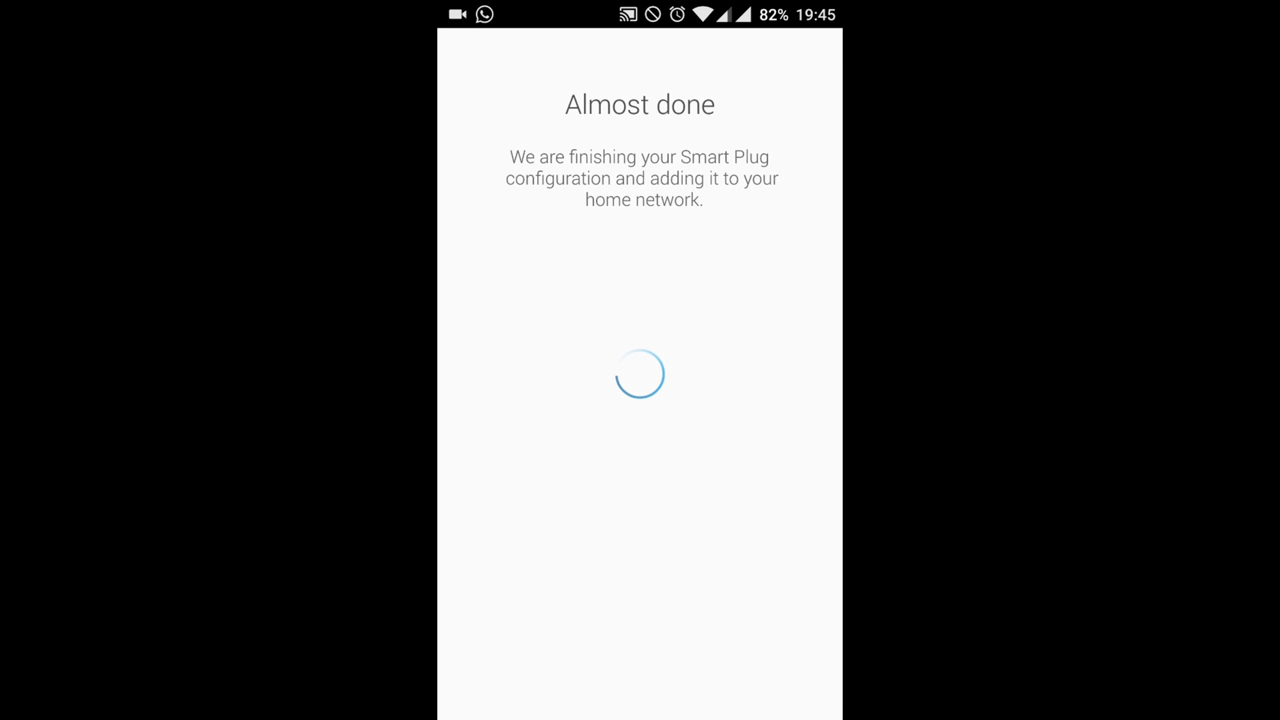 82% 19:45
Almost done
We are finishing your Smart Plug
configuration and adding it to your
home network.